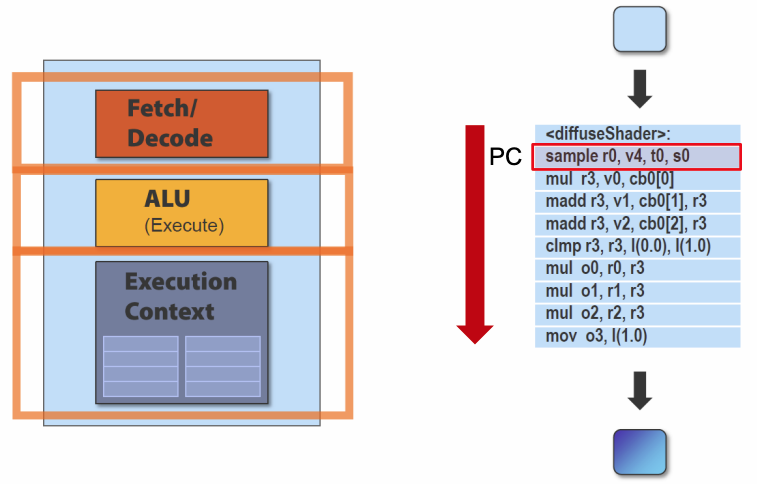 Fetch/
Decode
ALU
(Execute)
Execution
Context
PC
<diffuseShader>:
sample r0, v4, t0, s0
mul r3, v0, cb0[0]
madd r3, v1, cb0[1], r3
madd r3, v2, cb0[2], r3
clmp r3, r3, l(0.0), l(1.0)
mul o0, r0, r3
mul o1, r1, r3
mul o2, r2, r3
mov o3, l(1.0)